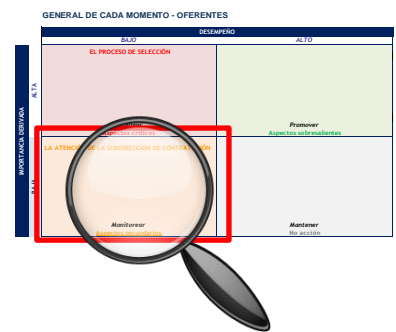 GENERAL DE CADA MOMENTO - OFERENTES
DESEMPEÑO
BAJO
ALTO
IMPORTANCIA DERIVADA
ALTA
EL PROCESO DE SELECCIÓN
Aspectos críticos
Promover
Aspectos sobresalientes
BAJA
LA ATENCIÓN DE LA SUBDIRECCION DE CONTRATACIÓN
Monitorear
Aspectos secundarios
Mantener
No acción